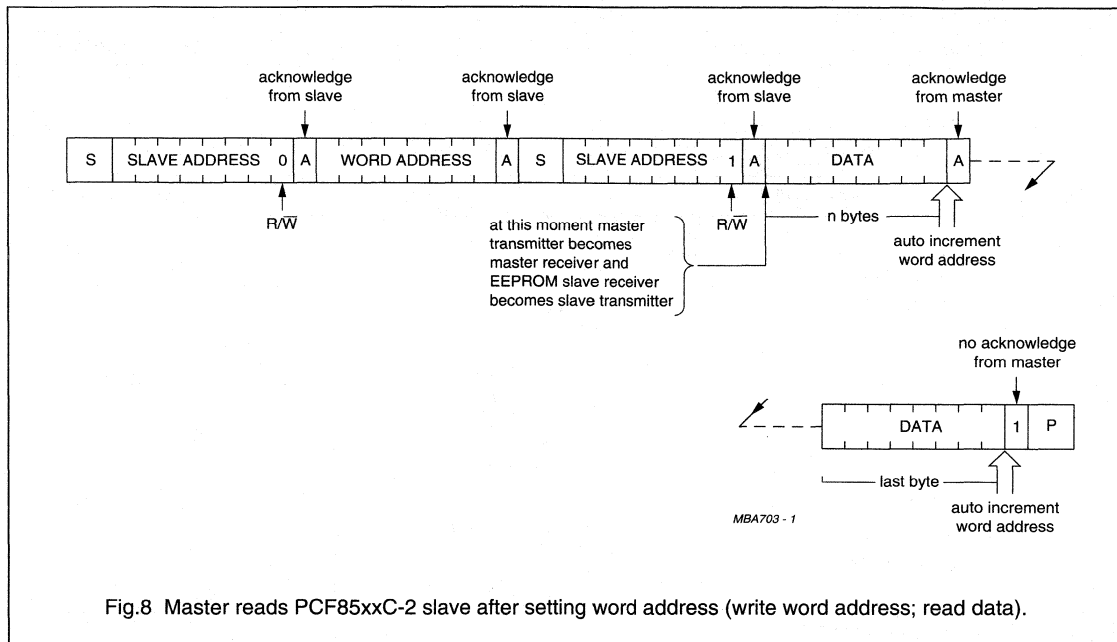 acknowledge
from slave
acknowledge
from slave
acknowledge
from slave
acknowledge
from master
S SLAVE ADDRESS 0 A WORD ADDRESS A S SLAVE ADDRESS 1 A DATA A
R/W̅
R/W̅
at this moment master
transmitter becomes
master receiver and
EEPROM slave receiver
becomes slave transmitter
n bytes
auto increment
word address
no acknowledge
from master
DATA 1 P
last byte
auto increment
word address
MBA703 - 1
Fig.8 Master reads PCF85xxC-2 slave after setting word address (write word address; read data).